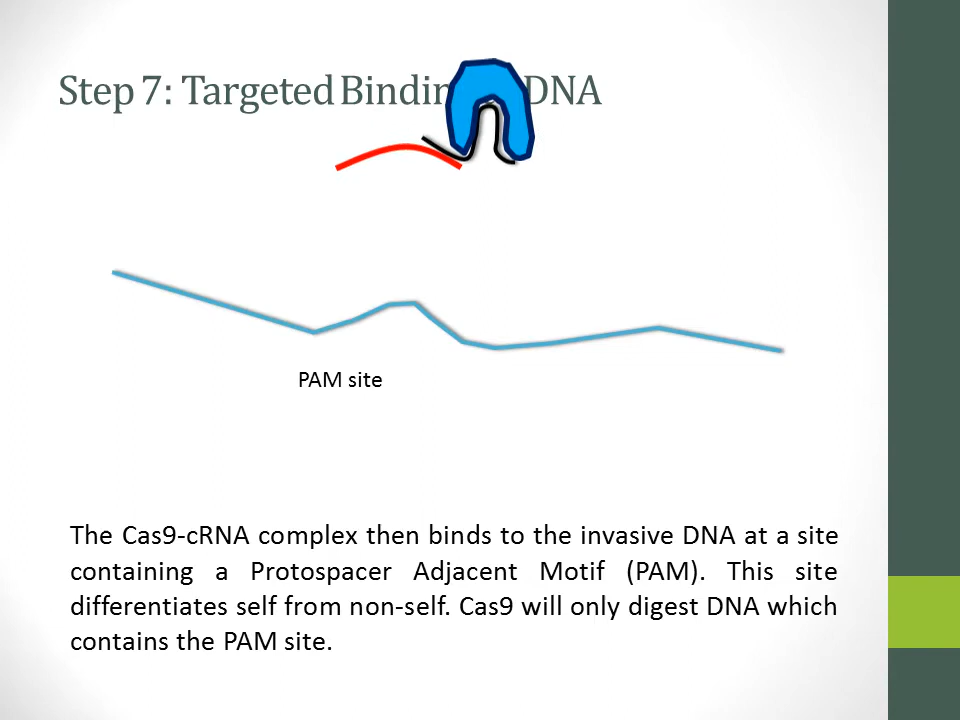 Step 7: Targeted Bindin DNA
PAM site
The Cas9-cRNA complex then binds to the invasive DNA at a site
containing a Protospacer Adjacent Motif (PAM). This site
differentiates self from non-self. Cas9 will only digest DNA which
contains the PAM site.